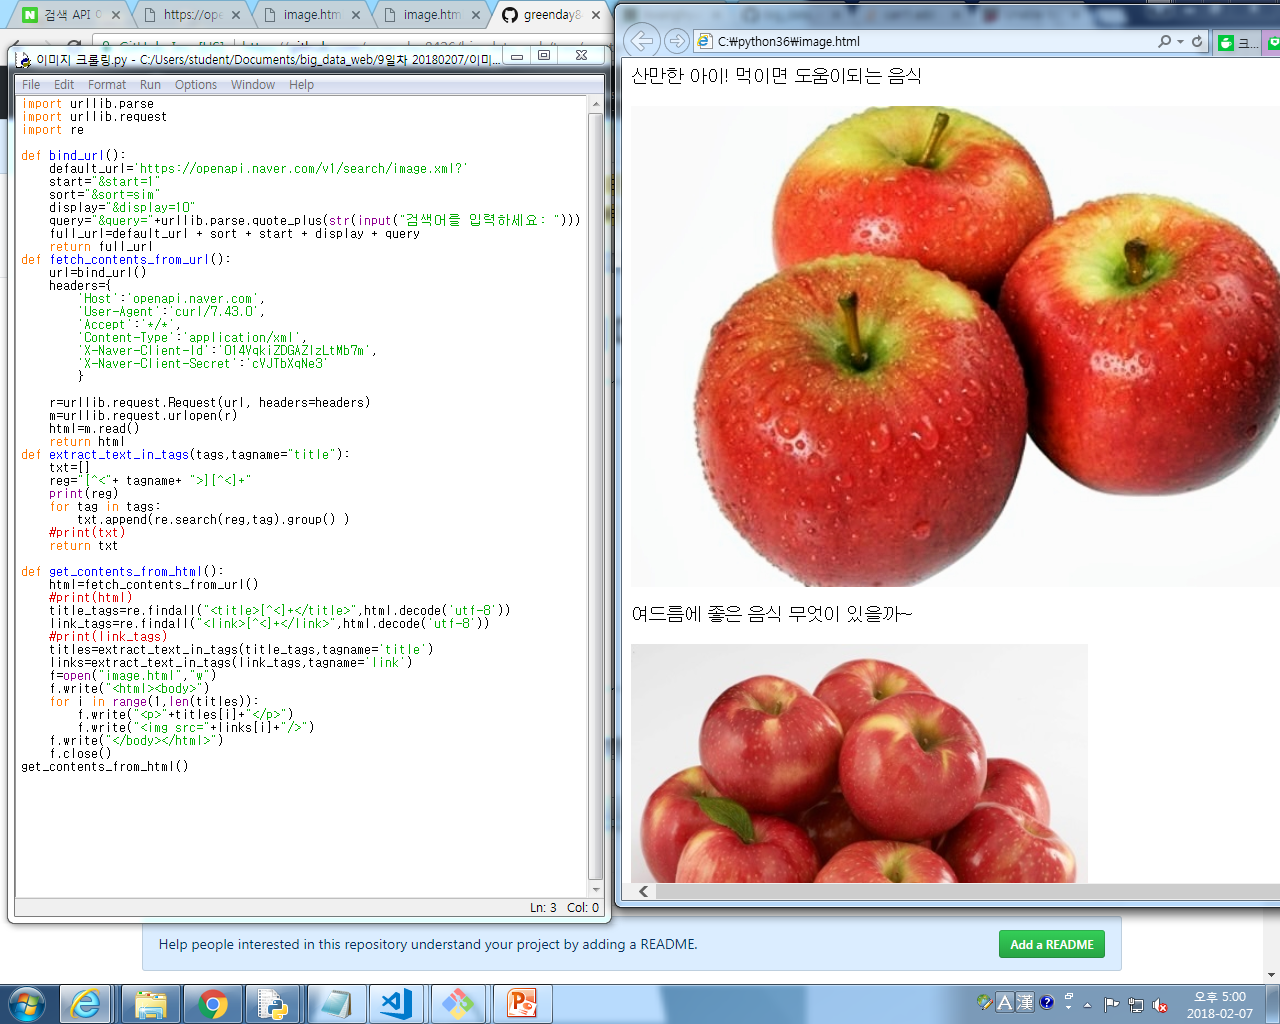 검색 API
https://ope
image.htm
image.htm
greenday8
이미지 크롤링.py - C:/Users/student/Documents/big_data_web/9일차 20180207/이미...
File Edit Format Run Options Window Help
import urllib.parse
import urllib.request
import re
def bind_url():
default_url='https://openapi.naver.com/v1/search/image.xml?'
start="&start=1"
sort="&sort=sim"
display="&display=10"
query="&query="+urllib.parse.quote_plus(str(input("검색어를 입력하세요: ")))
full_url=default_url + sort + start + display + query
return full_url
def fetch_contents_from_url():
url=bind_url()
headers={
'Host':'openapi.naver.com',
'User-Agent':'curl/7.43.0',
'Accept':'*/*',
'Content-Type':'application/xml',
'X-Naver-Client-Id':
'X-Naver-Client-Secret':
}
r=urllib.request.Request(url, headers=headers)
m=urllib.request.urlopen(r)
html=m.read()
return html
def extract_text_in_tags(tags,tagname="title"):
txt=[]
reg="[^<"+ tagname+ ">][^<]+"
print(reg)
for tag in tags:
txt.append(re.search(reg,tag).group() )
#print(txt)
return txt
def get_contents_from_html():
html=fetch_contents_from_url()
#print(html)
title_tags=re.findall("<title>[^<]+</title>",html.decode('utf-8'))
link_tags=re.findall("<link>[^<]+</link>",html.decode('utf-8'))
#print(link_tags)
titles=extract_text_in_tags(title_tags,tagname='title')
links=extract_text_in_tags(link_tags,tagname='link')
f=open("image.html","w")
f.write("<html><body>")
for i in range(1,len(titles)):
f.write("<p>"+titles[i]+"</p>")
f.write("<img src="+links[i]+"/>")
f.write("</body></html>")
f.close()
get_contents_from_html()
Ln: 3 Col: 0
C:₩python36₩image.html
크...
산만한 아이! 먹이면 도움이되는 음식
여드름에 좋은 음식 무엇이 있을까~
Help people interested in this repository understand your project by adding a README.
Add a README
A 漢
오후 5:00
2018-02-07